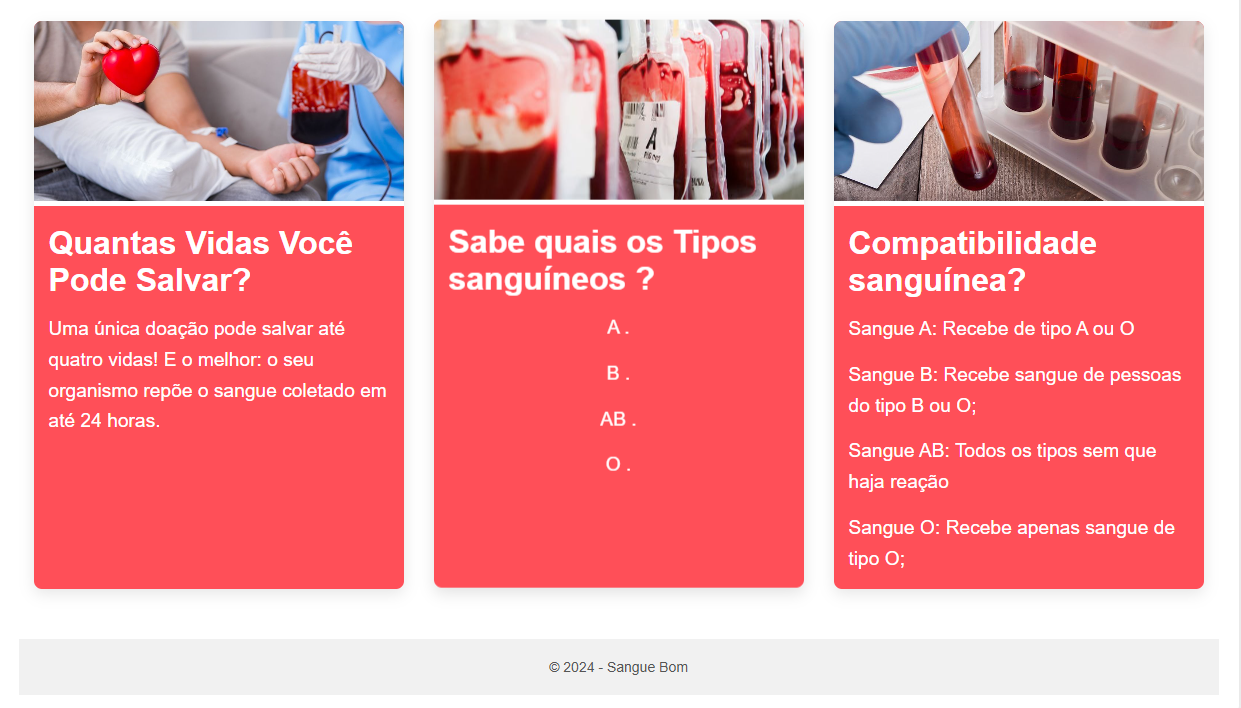 Quantas Vidas Você
Pode Salvar?
Uma única doação pode salvar até
quatro vidas! E o melhor: o seu
organismo repõe o sangue coletado em
até 24 horas.
A
Sabe quais os Tipos
sanguíneos ?
A .
B .
AB .
O .
Compatibilidade
sanguínea?
Sangue A: Recebe de tipo A ou O
Sangue B: Recebe sangue de pessoas
do tipo B ou O;
Sangue AB: Todos os tipos sem que
haja reação
Sangue O: Recebe apenas sangue de
tipo O;
© 2024 - Sangue Bom